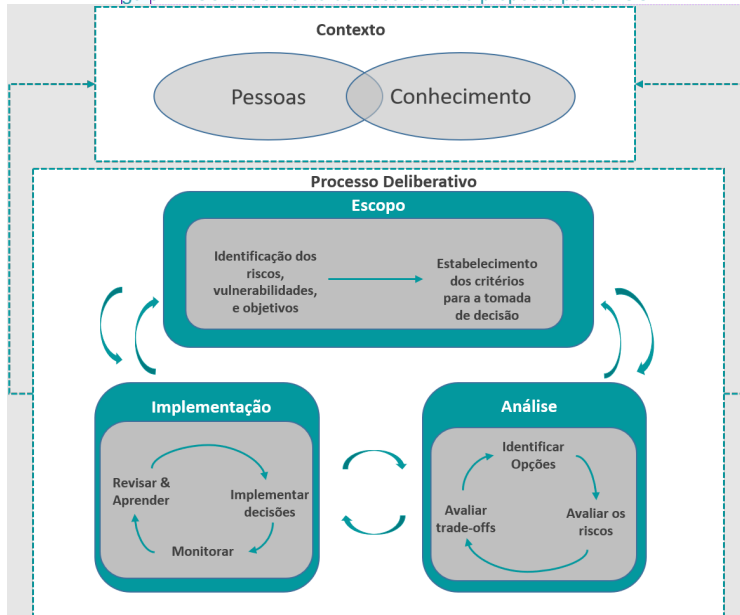 Contexto
Pessoas
Conhecimento
Processo Deliberativo
Escopo
Identificação dos
riscos,
vulnerabilidades,
e objetivos
Estabelecimento
dos critérios
para a tomada
de decisão
Implementação
Revisar &
Aprender
Implementar
decisões
Monitorar
Análise
Identificar
Opções
Avaliar
trade-offs
Avaliar os
riscos